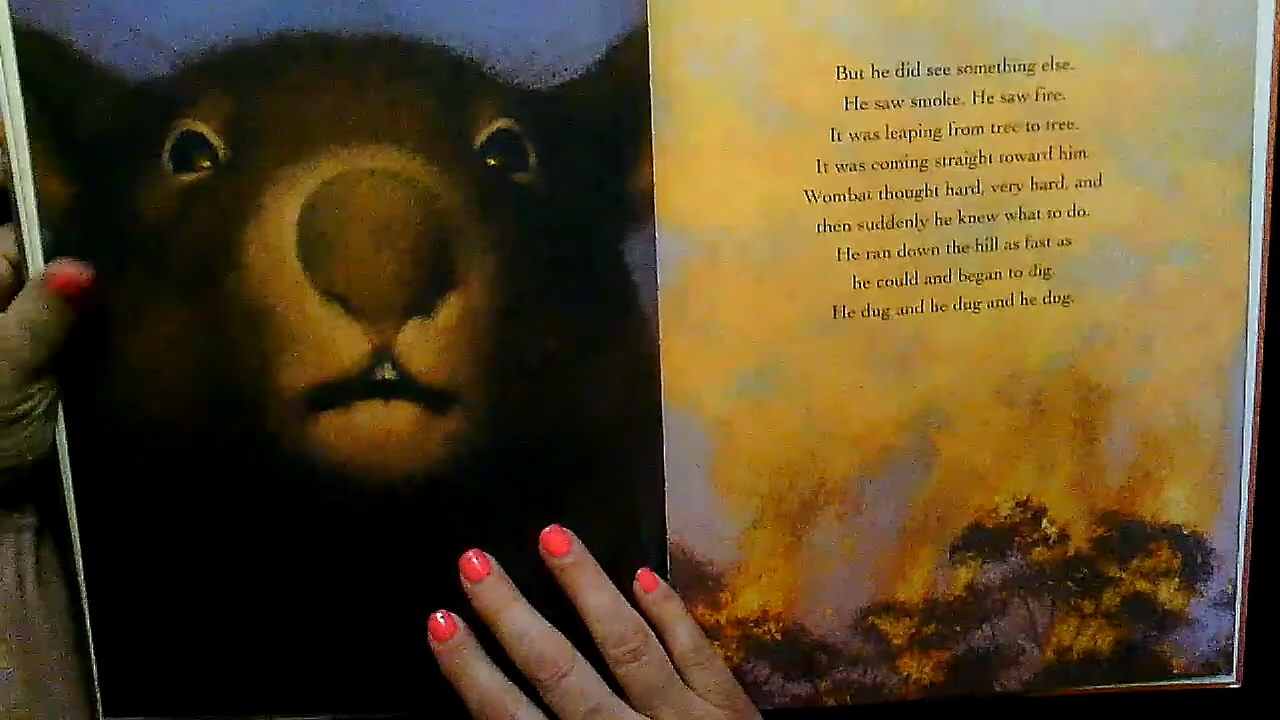 But he did see something else.
He saw smoke. He saw fire.
It was leaping from tree to tree.
It was coming straight toward him.
Wombat thought hard, very hard, and
then suddenly he knew what to do.
He ran down the hill as fast as
he could and began to dig.
He dug and he dug and he dug.